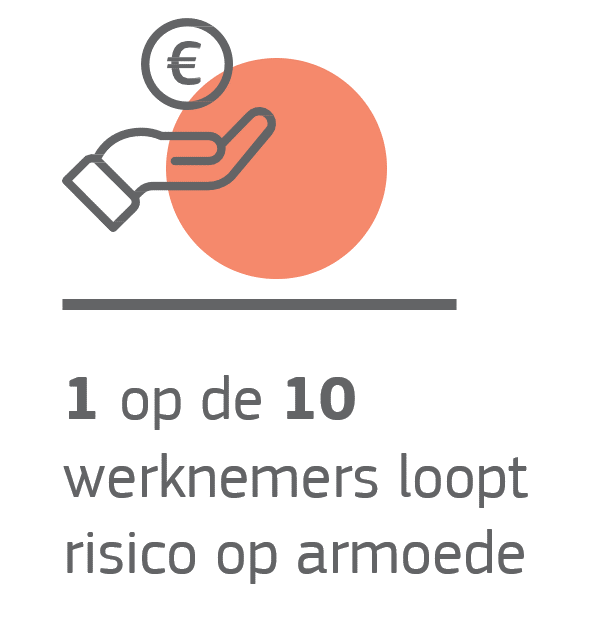 €
1 op de 10
werknemers loopt
risico op armoede